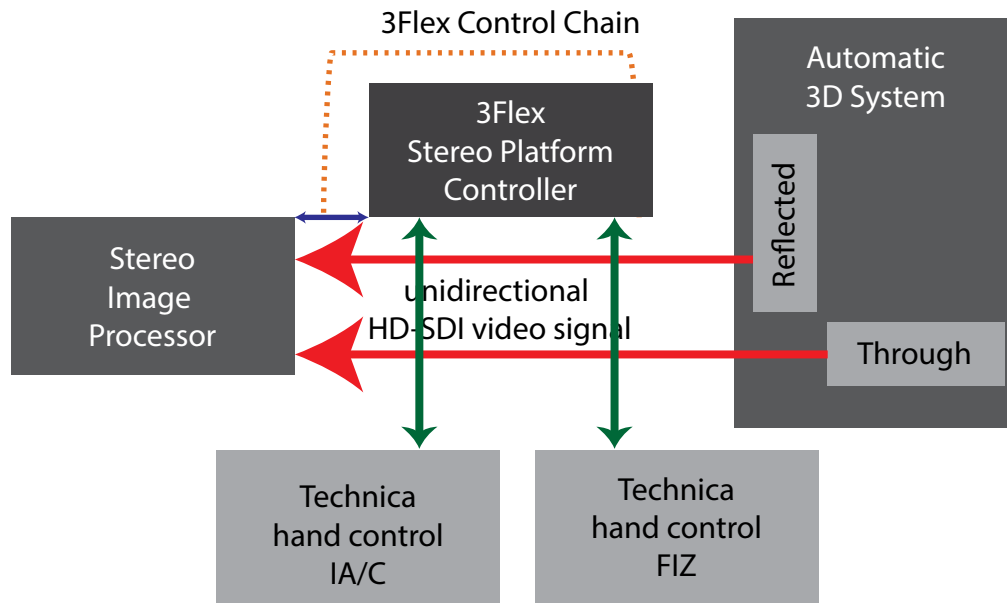 3Flex Control Chain
3Flex
Stereo Platform
Controller
Automatic
3D System
Reflected
Stereo
Image
Processor
unidirectional
HD-SDI video signal
Through
Technica
hand control
IA/C
Technica
hand control
FIZ